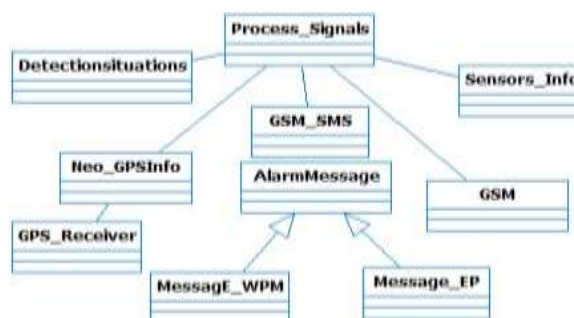 Process_Signals
Detectionsituations
Sensors_Info
GSM_SMS
Neo_GPSInfo
AlarmMessage
GSM
GPS_Receiver
MessagE_WPM
Message_EP